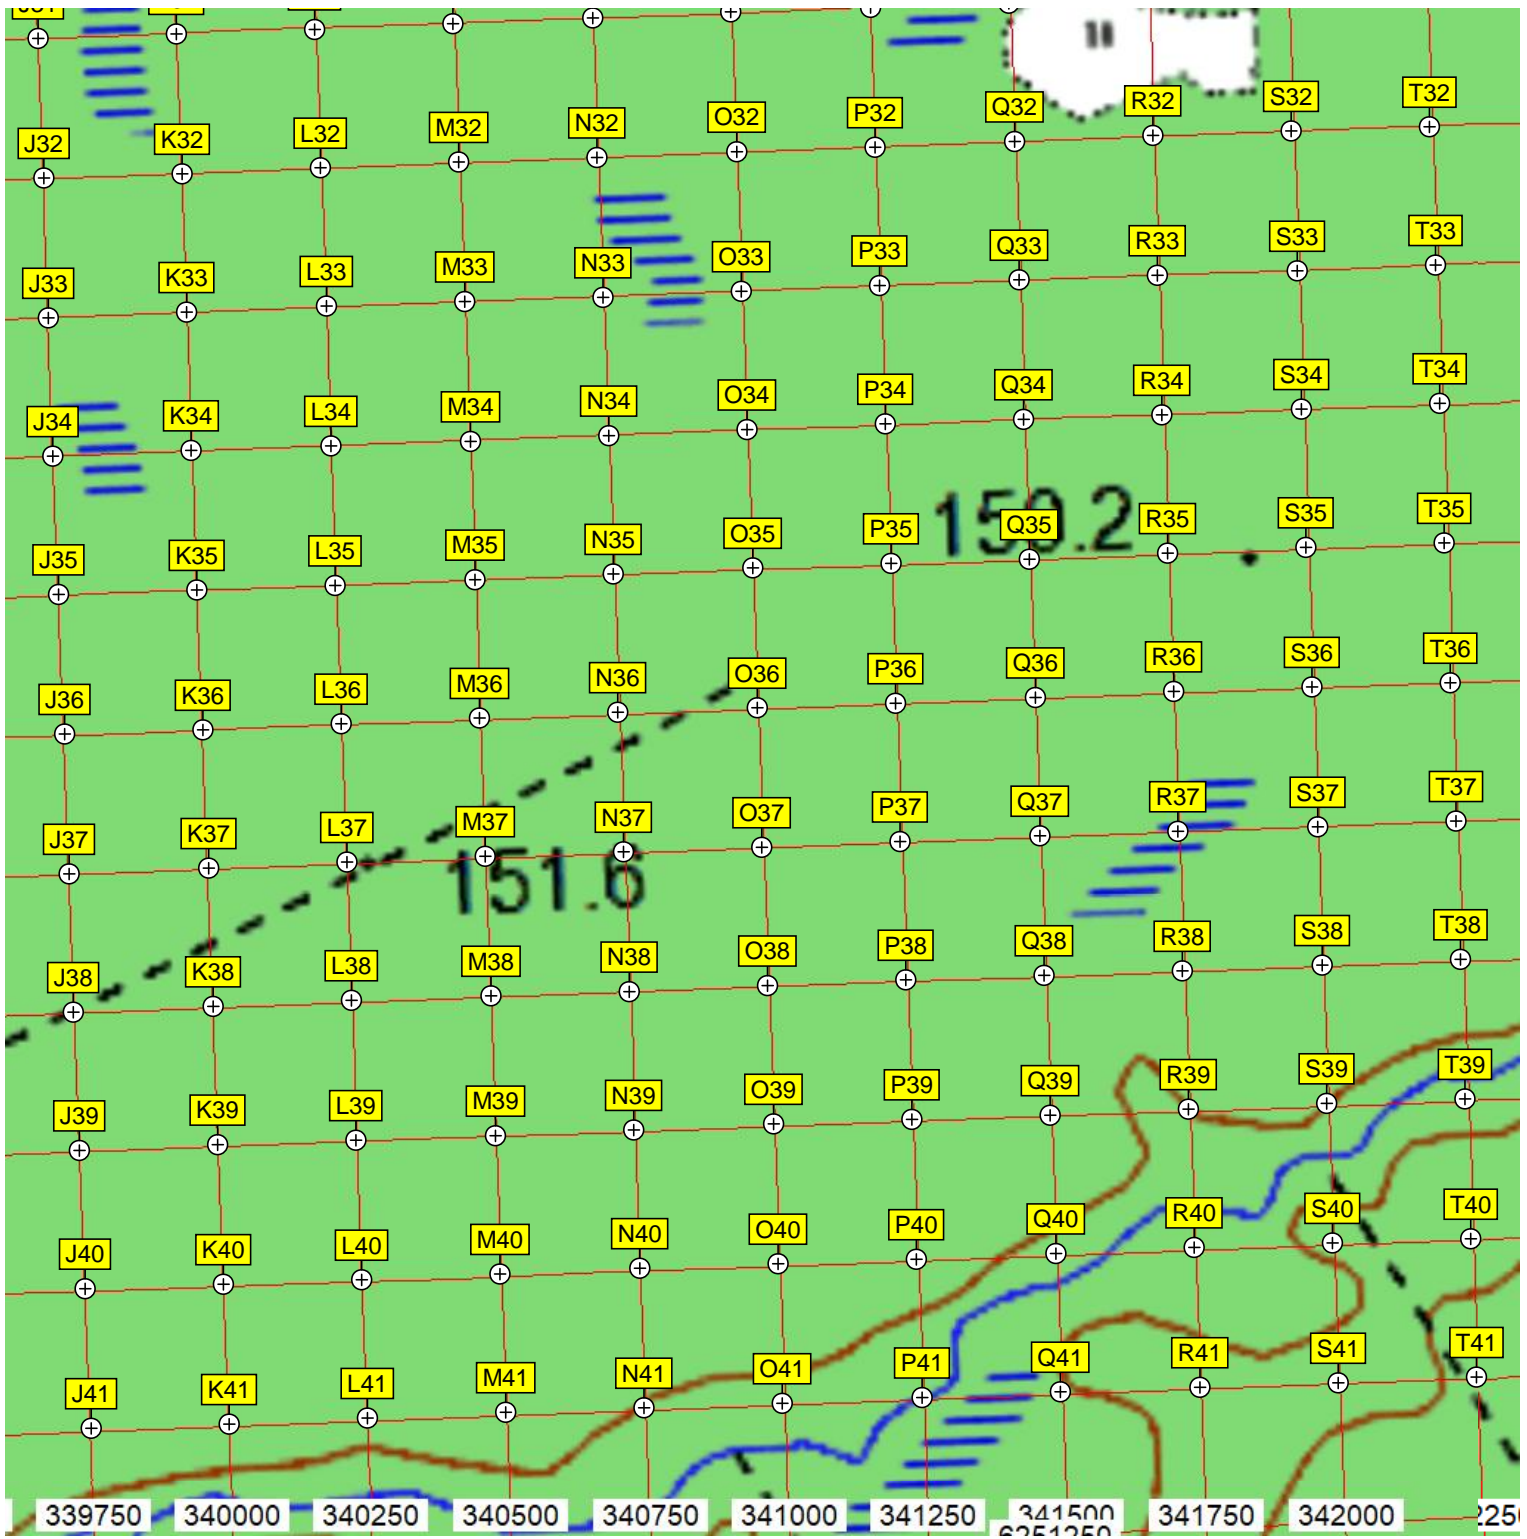 J32 K32 L32 M32 N32 O32 P32 Q32 R32 S32 T32
J33 K33 L33 M33 N33 O33 P33 Q33 R33 S33 T33
J34 K34 L34 M34 N34 O34 P34 Q34 R34 S34 T34
159.2
J35 K35 L35 M35 N35 O35 P35 Q35 R35 S35 T35
J36 K36 L36 M36 N36 O36 P36 Q36 R36 S36 T36
J37 K37 L37 M37 N37 O37 P37 Q37 R37 S37 T37
151.6
J38 K38 L38 M38 N38 O38 P38 Q38 R38 S38 T38
J39 K39 L39 M39 N39 O39 P39 Q39 R39 S39 T39
J40 K40 L40 M40 N40 O40 P40 Q40 R40 S40 T40
J41 K41 L41 M41 N41 O41 P41 Q41 R41 S41 T41
339750 340000 340250 340500 340750 341000 341250 341500 341750 342000
6251250